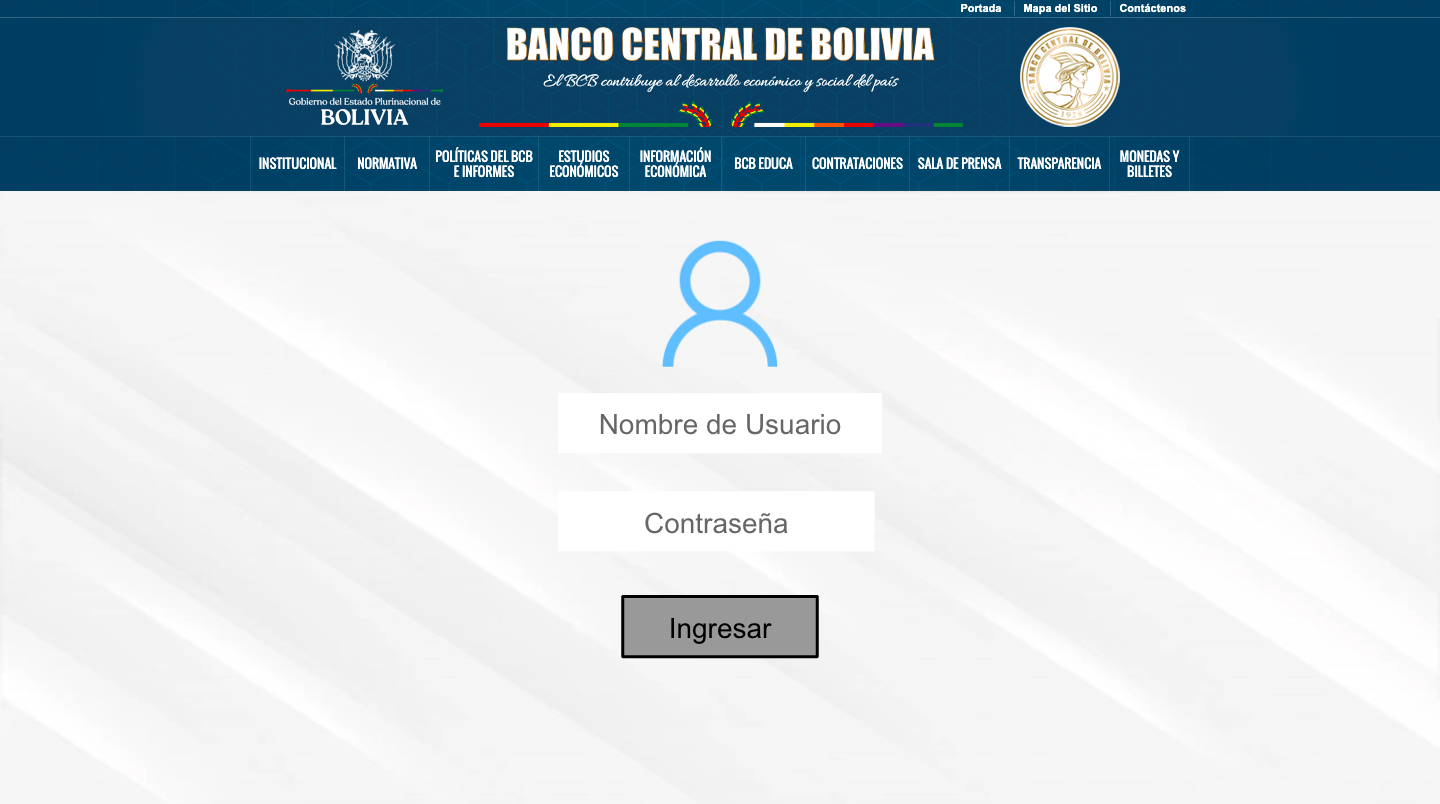 Portada Mapa del Sitio Contáctenos
BANCO CENTRAL DE BOLIVIA
El BCB contribuye al desarrollo económico y social del país
Gobierno del Estado Plurinacional de
BOLIVIA
BANCO CENTRAL DE BOLIVIA
1928
INSTITUCIONAL
NORMATIVA
POLÍTICAS DEL BCB
E INFORMES
ESTUDIOS
ECONÓMICOS
INFORMACIÓN
ECONÓMICA
BCB EDUCA
CONTRATACIONES
SALA DE PRENSA
TRANSPARENCIA
MONEDAS Y
BILLETES
Nombre de Usuario
Contraseña
Ingresar